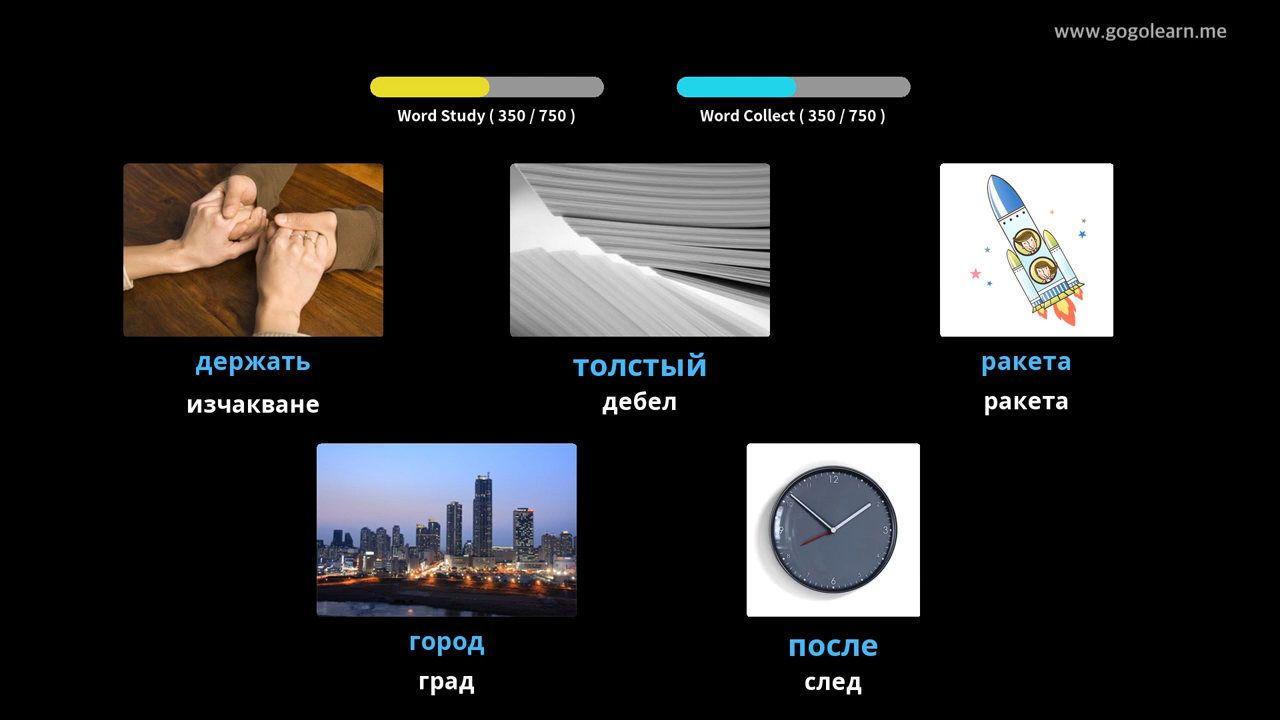 www.gogolearn.me
Word Study ( 350 / 750 )
Word Collect ( 350 / 750 )
держать
изчакване
толстый
дебел
ракета
ракета
город
град
после
след